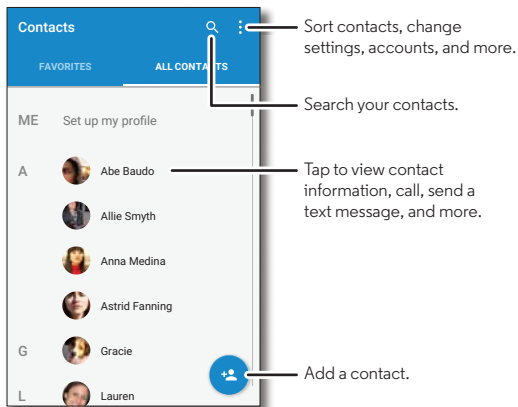 Contacts
FAVORITES
ALL CONTACTS
ME Set up my profile
A Abe Baudo
Allie Smyth
Anna Medina
Astrid Fanning
G Gracie
L Lauren
Sort contacts, change
settings, accounts, and more.
Search your contacts.
Tap to view contact
information, call, send a
text message, and more.
Add a contact.